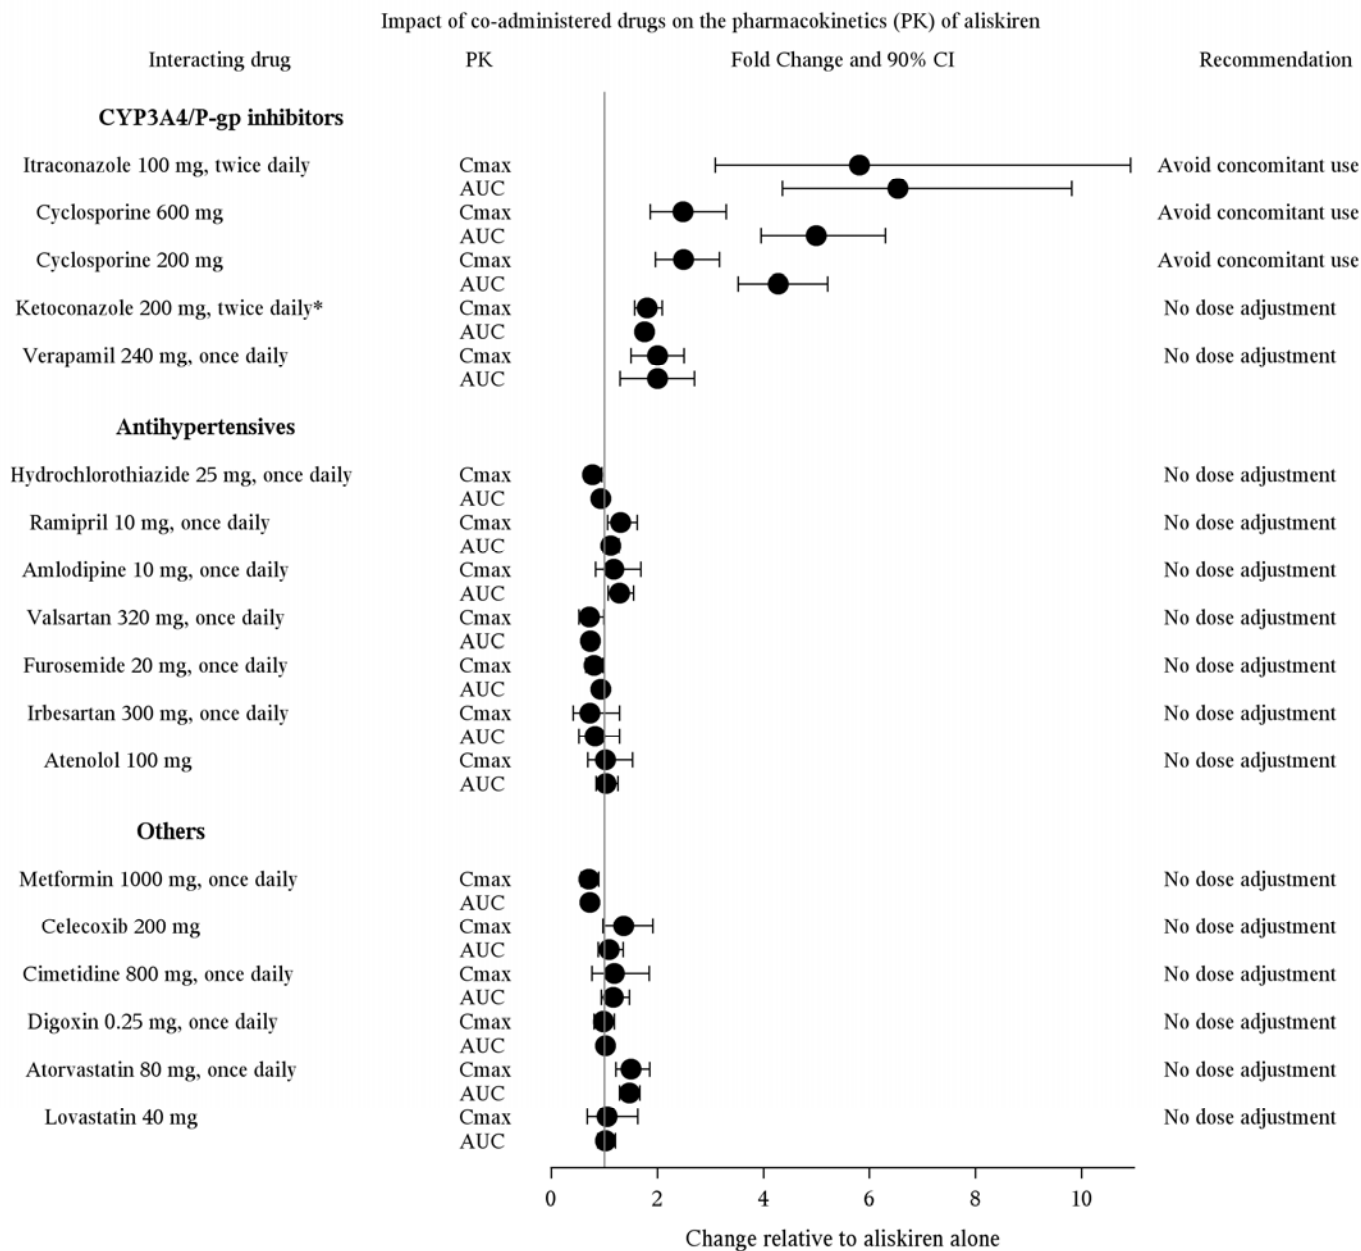 Impact of co-administered drugs on the pharmacokinetics (PK) of aliskiren
Interacting drug PK Fold Change and 90% CI Recommendation
CYP3A4/P-gp inhibitors
Itraconazole 100 mg, twice daily Cmax Avoid concomitant use
AUC
Cyclosporine 600 mg Cmax Avoid concomitant use
AUC
Cyclosporine 200 mg Cmax Avoid concomitant use
AUC
Ketoconazole 200 mg, twice daily* Cmax No dose adjustment
AUC
Verapamil 240 mg, once daily Cmax No dose adjustment
AUC
Antihypertensives
Hydrochlorothiazide 25 mg, once daily Cmax No dose adjustment
AUC
Ramipril 10 mg, once daily Cmax No dose adjustment
AUC
Amlodipine 10 mg, once daily Cmax No dose adjustment
AUC
Valsartan 320 mg, once daily Cmax No dose adjustment
AUC
Furosemide 20 mg, once daily Cmax No dose adjustment
AUC
Irbesartan 300 mg, once daily Cmax No dose adjustment
AUC
Atenolol 100 mg Cmax No dose adjustment
AUC
Others
Metformin 1000 mg, once daily Cmax No dose adjustment
AUC
Celecoxib 200 mg Cmax No dose adjustment
AUC
Cimetidine 800 mg, once daily Cmax No dose adjustment
AUC
Digoxin 0.25 mg, once daily Cmax No dose adjustment
AUC
Atorvastatin 80 mg, once daily Cmax No dose adjustment
AUC
Lovastatin 40 mg Cmax No dose adjustment
AUC
0 2 4 6 8 10
Change relative to aliskiren alone